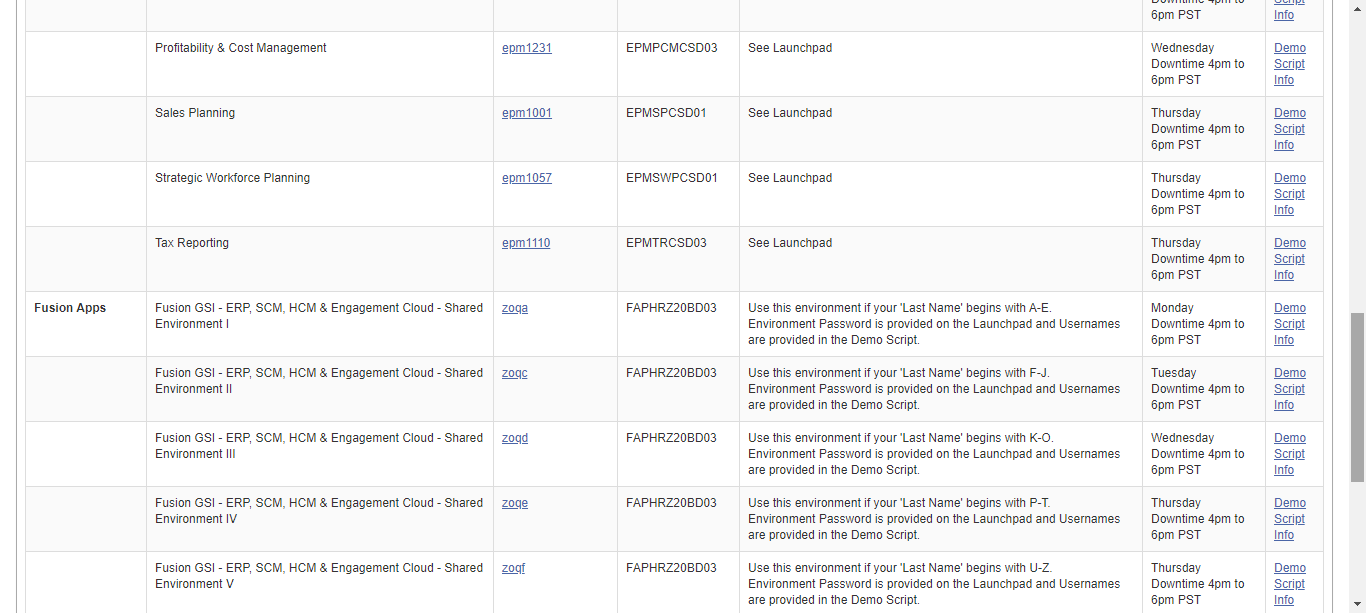 Downtime 4pm to Script
6pm PST Info
Profitability & Cost Management epm1231 EPMPCMCSD03 See Launchpad Wednesday Demo
Downtime 4pm to Script
6pm PST Info
Sales Planning epm1001 EPMSPCSD01 See Launchpad Thursday Demo
Downtime 4pm to Script
6pm PST Info
Strategic Workforce Planning epm1057 EPMSWPCSD01 See Launchpad Thursday Demo
Downtime 4pm to Script
6pm PST Info
Tax Reporting epm1110 EPMTRCSD03 See Launchpad Thursday Demo
Downtime 4pm to Script
6pm PST Info
Fusion Apps Fusion GSI - ERP, SCM, HCM & Engagement Cloud - Shared zoqa FAPHRZ20BD03 Use this environment if your 'Last Name' begins with A-E. Monday Demo
Environment I Environment Password is provided on the Launchpad and Usernames Downtime 4pm to Script
are provided in the Demo Script. 6pm PST Info
Fusion GSI - ERP, SCM, HCM & Engagement Cloud - Shared zoqc FAPHRZ20BD03 Use this environment if your 'Last Name' begins with F-J. Tuesday Demo
Environment II Environment Password is provided on the Launchpad and Usernames Downtime 4pm to Script
are provided in the Demo Script. 6pm PST Info
Fusion GSI - ERP, SCM, HCM & Engagement Cloud - Shared zoqd FAPHRZ20BD03 Use this environment if your 'Last Name' begins with K-O. Wednesday Demo
Environment III Environment Password is provided on the Launchpad and Usernames Downtime 4pm to Script
are provided in the Demo Script. 6pm PST Info
Fusion GSI - ERP, SCM, HCM & Engagement Cloud - Shared zoqe FAPHRZ20BD03 Use this environment if your 'Last Name' begins with P-T. Thursday Demo
Environment IV Environment Password is provided on the Launchpad and Usernames Downtime 4pm to Script
are provided in the Demo Script. 6pm PST Info
Fusion GSI - ERP, SCM, HCM & Engagement Cloud - Shared zoqf FAPHRZ20BD03 Use this environment if your 'Last Name' begins with U-Z. Thursday Demo
Environment V Environment Password is provided on the Launchpad and Usernames Downtime 4pm to Script
are provided in the Demo Script. 6pm PST Info